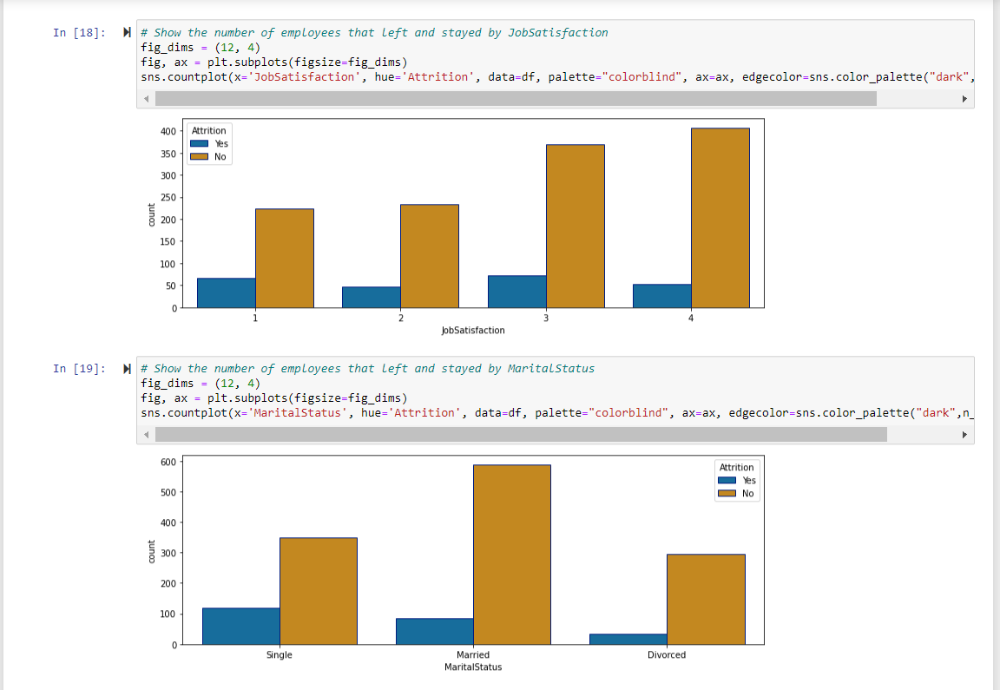 In [18]:
# Show the number of employees that left and stayed by JobSatisfaction
fig_dims = (12, 4)
fig, ax = plt.subplots(figsize=fig_dims)
sns.countplot(x='JobSatisfaction', hue='Attrition', data=df, palette="colorblind", ax=ax, edgecolor=sns.color_palette("dark",
Attrition
Yes
No
400
350
300
250
200
150
100
50
0
count
1 2 3 4
JobSatisfaction
In [19]:
# Show the number of employees that left and stayed by MaritalStatus
fig_dims = (12, 4)
fig, ax = plt.subplots(figsize=fig_dims)
sns.countplot(x='MaritalStatus', hue='Attrition', data=df, palette="colorblind", ax=ax, edgecolor=sns.color_palette("dark",n_
Attrition
Yes
No
600
500
400
300
200
100
0
count
Single Married Divorced
MaritalStatus